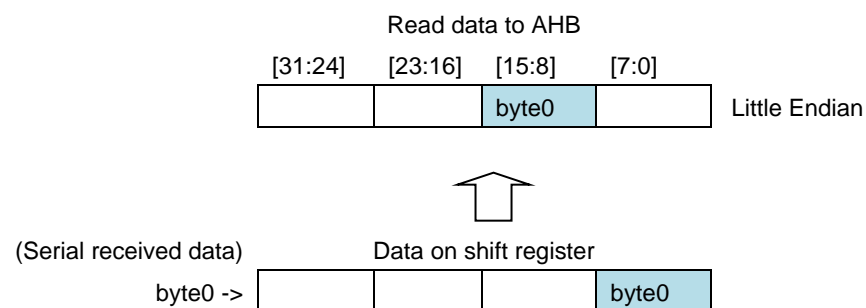 Read data to AHB
[31:24] [23:16] [15:8] [7:0]
byte0 Little Endian
(Serial received data) Data on shift register
byte0 -> byte0